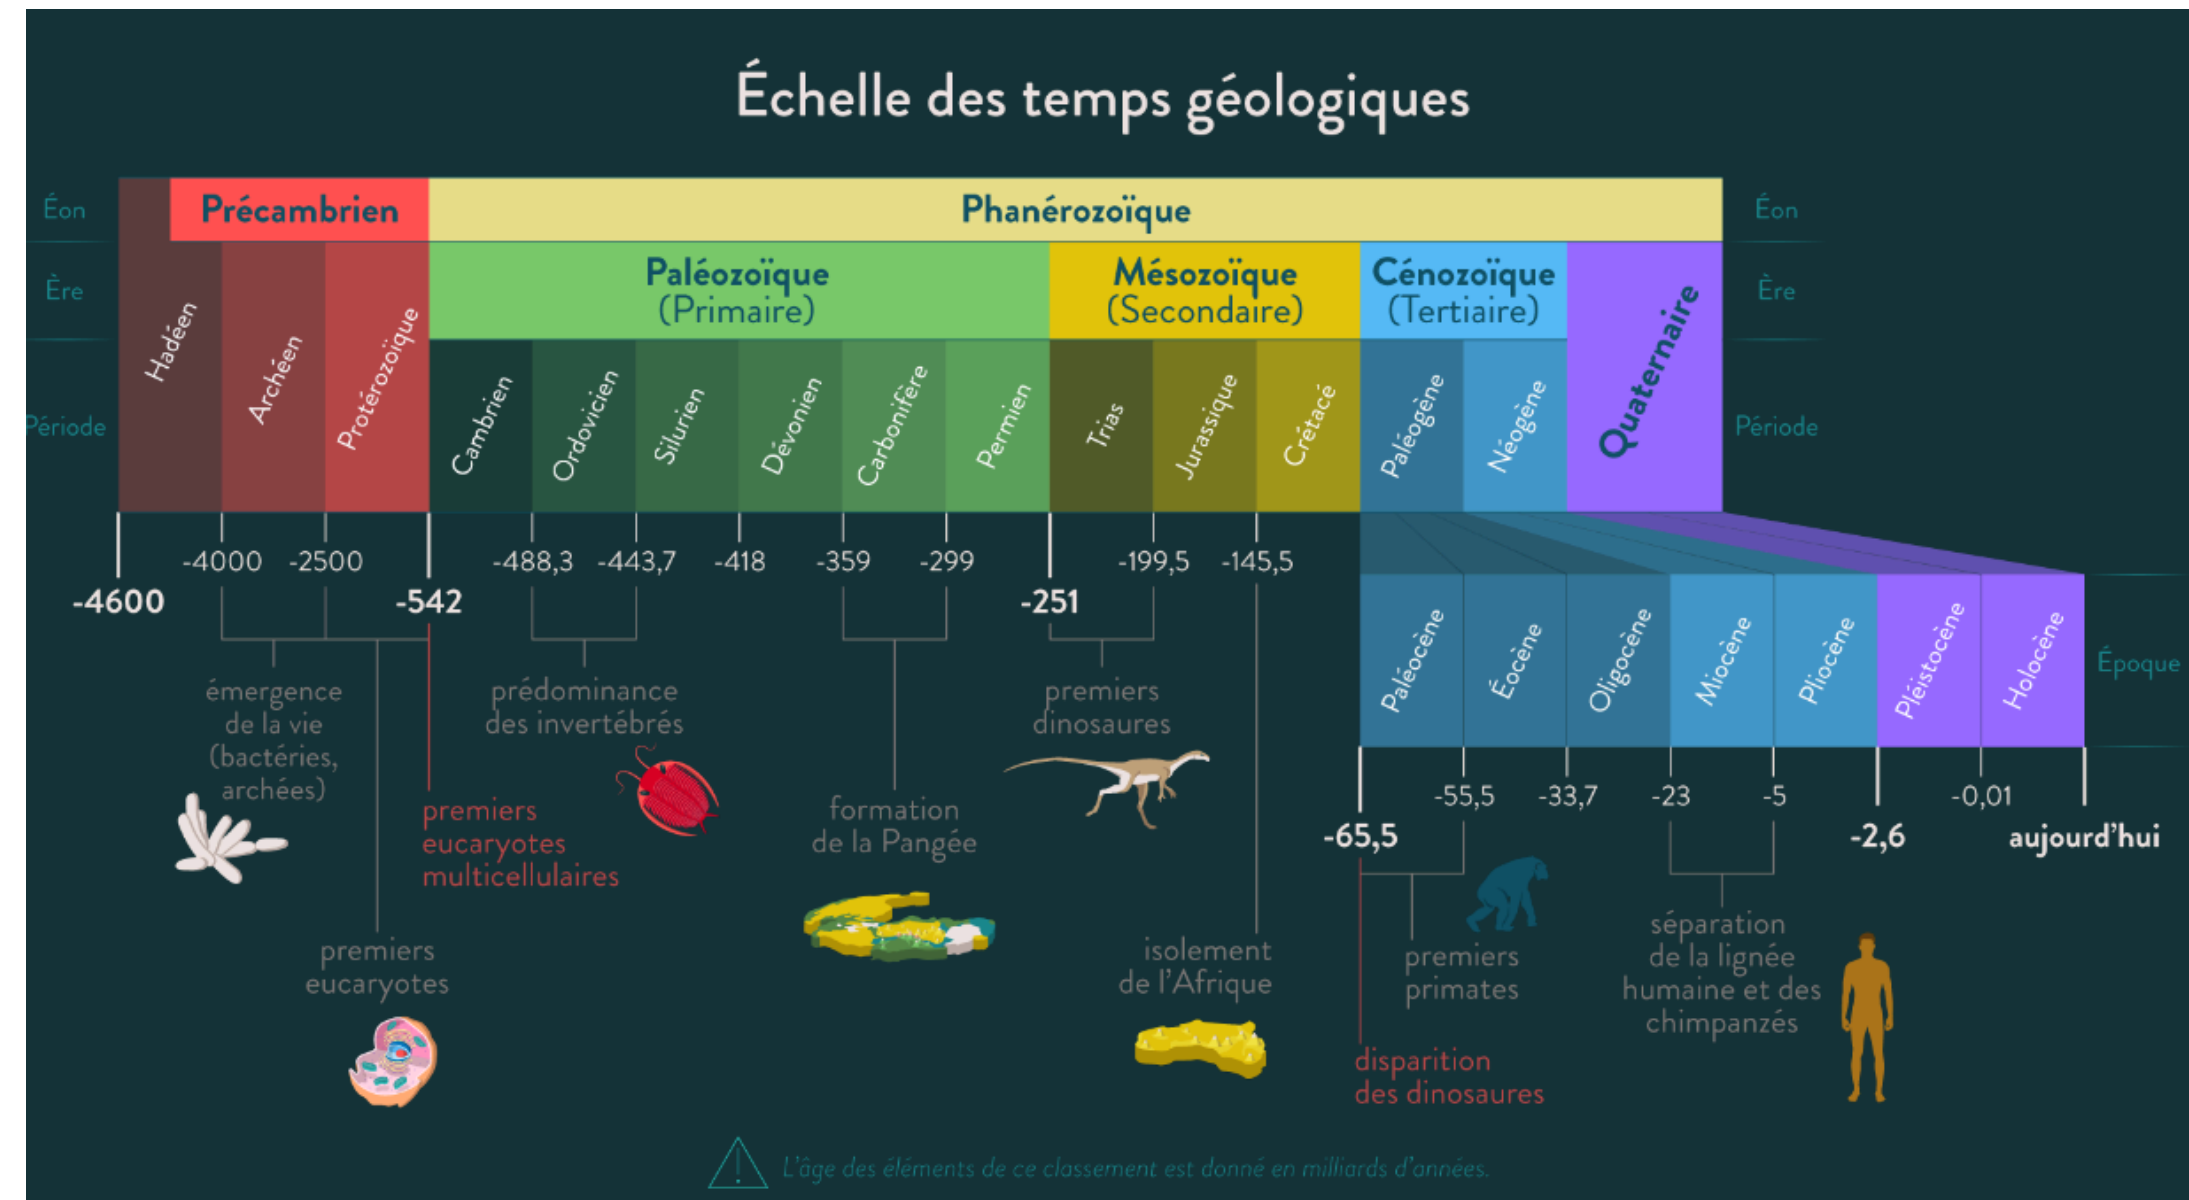 Échelle des temps géologiques
Éon
Précambrien
Phanérozoïque
Éon
Ère
Paléozoïque
(Primaire)
Mésozoïque
(Secondaire)
Cénozoïque
(Tertiaire)
Quaternaire
Ère
Période
Hadéen
Archéen
Protérozoïque
Cambrien
Ordovicien
Silurien
Dévonien
Carbonifère
Permien
Trias
Jurassique
Crétacé
Paléogène
Néogène
Période
-4000 -2500 -488,3 -443,7 -418 -359 -299 -199,5 -145,5
-4600 -542 -251
Paléocène
Éocène
Oligocène
Miocène
Pliocène
Pléistocène
Holocène
Époque
-55,5 -33,7 -23 -5 -0,01
-65,5 -2,6 aujourd'hui
émergence
de la vie
(bactéries,
archées)
premiers
eucaryotes
premiers
eucaryotes
multicellulaires
prédominance
des invertébrés
formation
de la Pangée
premiers
dinosaures
isolement
de l'Afrique
disparition
des dinosaures
premiers
primates
séparation
de la lignée
humaine et des
chimpanzés
L'âge des éléments de ce classement est donné en milliards d'années.